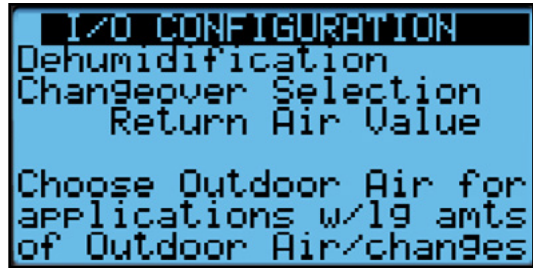 I/O CONFIGURATION
Dehumidification
Changeover Selection
Return Air Value
Choose Outdoor Air for
applications w/lg amts
of Outdoor Air/changes